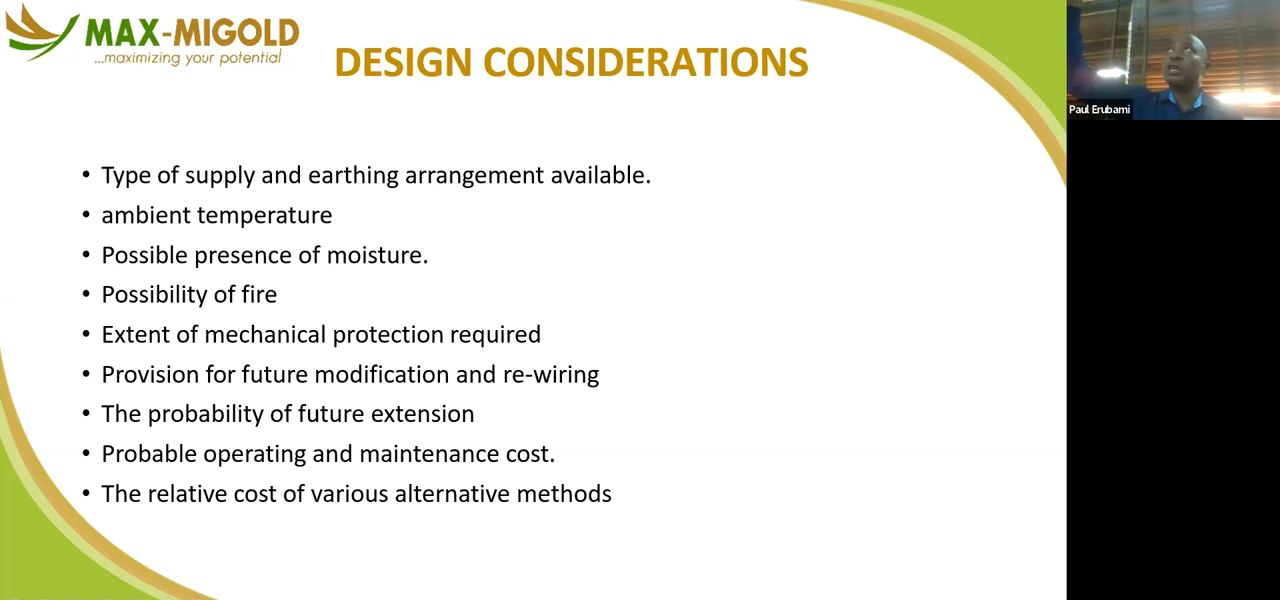 MAX-MIGOLD
...maximizing your potential
DESIGN CONSIDERATIONS
Paul Erubami
• Type of supply and earthing arrangement available.
• ambient temperature
• Possible presence of moisture.
• Possibility of fire
• Extent of mechanical protection required
• Provision for future modification and re-wiring
• The probability of future extension
• Probable operating and maintenance cost.
• The relative cost of various alternative methods